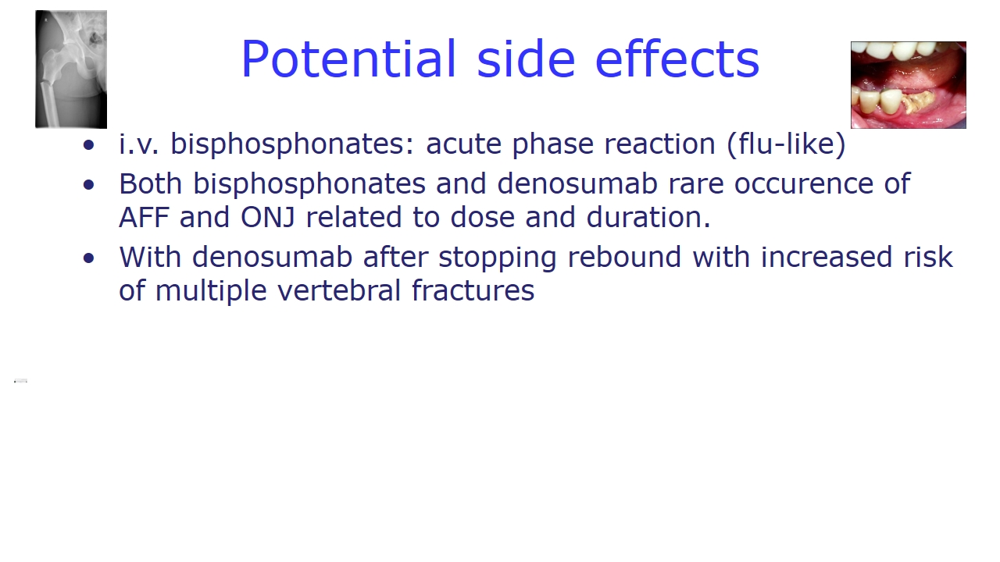 Potential side effects
• i.v. bisphosphonates: acute phase reaction (flu-like)
• Both bisphosphonates and denosumab rare occurence of
AFF and ONJ related to dose and duration.
• With denosumab after stopping rebound with increased risk
of multiple vertebral fractures